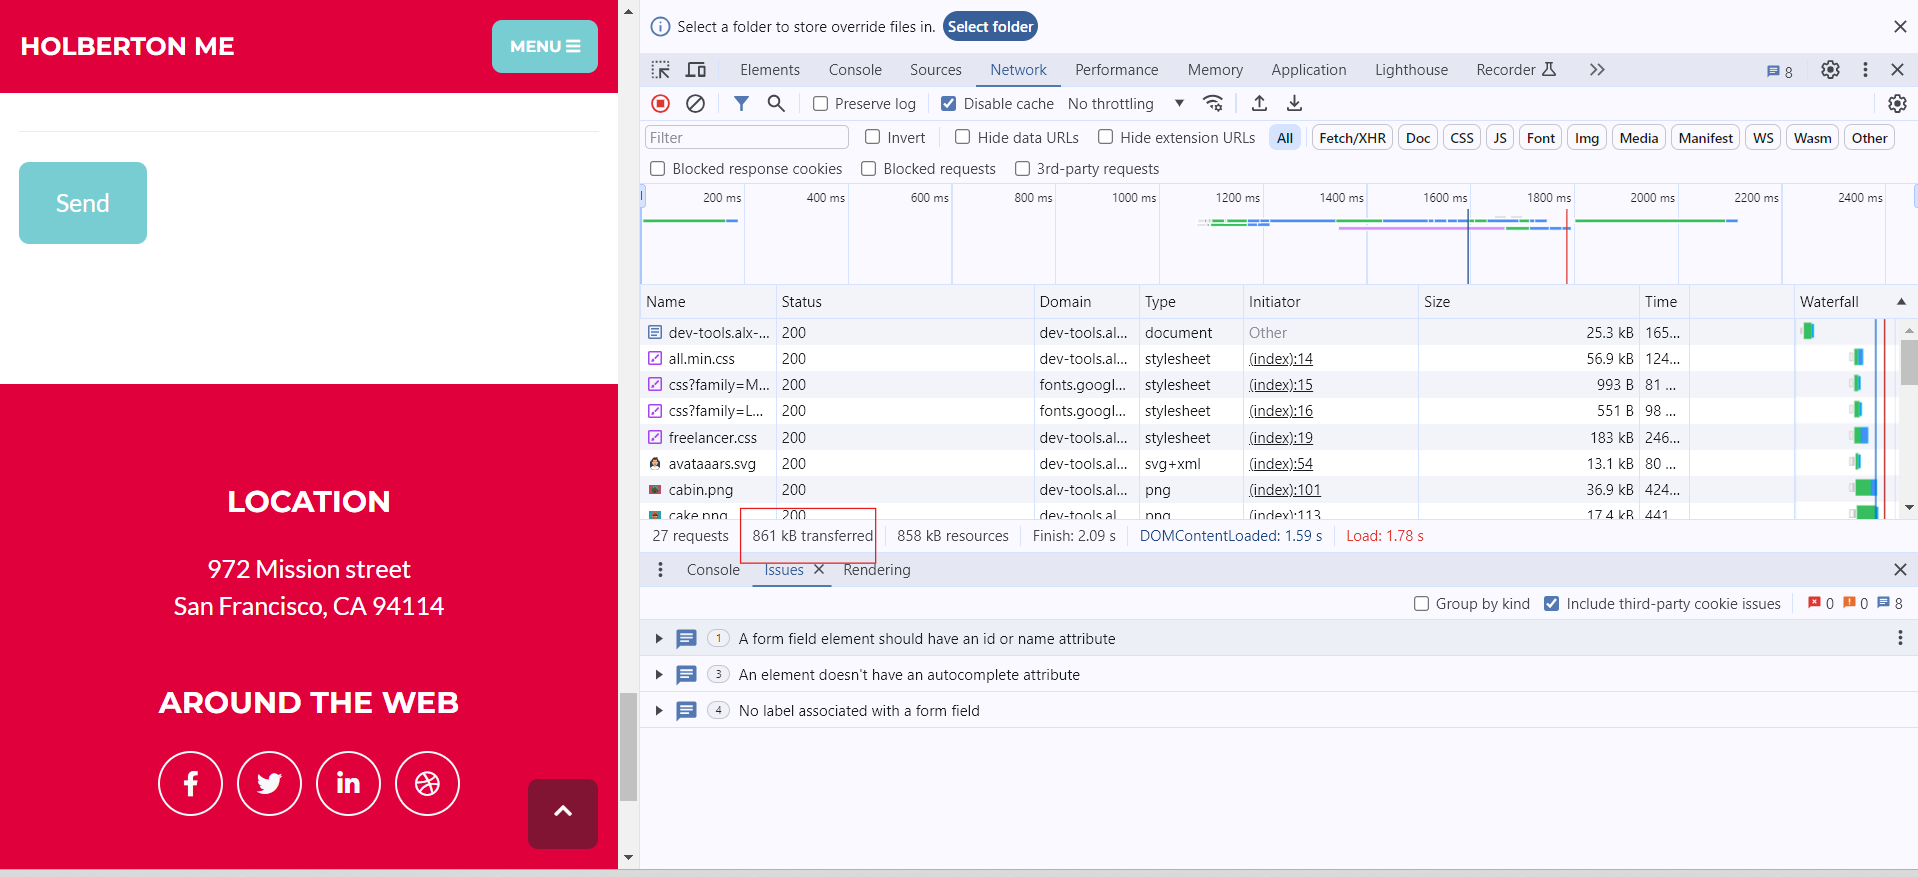 HOLBERTON ME
MENU
Send
LOCATION
972 Mission street
San Francisco, CA 94114
AROUND THE WEB
Select a folder to store override files in. Select folder
Elements Console Sources Network Performance Memory Application Lighthouse Recorder 8
Preserve log Disable cache No throttling
Filter Invert Hide data URLs Hide extension URLs All Fetch/XHR Doc CSS JS Font Img Media Manifest WS Wasm Other
Blocked response cookies Blocked requests 3rd-party requests
200 ms 400 ms 600 ms 800 ms 1000 ms 1200 ms 1400 ms 1600 ms 1800 ms 2000 ms 2200 ms 2400 ms
Name Status Domain Type Initiator Size Time Waterfall
dev-tools.alx-... 200 dev-tools.al... document Other 25.3 kB 165...
all.min.css 200 dev-tools.al... stylesheet (index):14 56.9 kB 124...
css?family=M... 200 fonts.googl... stylesheet (index):15 993 B 81 ...
css?family=L... 200 fonts.googl... stylesheet (index):16 551 B 98 ...
freelancer.css 200 dev-tools.al... stylesheet (index):19 183 kB 246...
avataaars.svg 200 dev-tools.al... svg+xml (index):54 13.1 kB 80 ...
cabin.png 200 dev-tools.al... png (index):101 36.9 kB 424...
cake.png 200 dev-tools.al... png (index):113 17.4 kB 441...
27 requests 861 kB transferred 858 kB resources Finish: 2.09 s DOMContentLoaded: 1.59 s Load: 1.78 s
Console Issues Rendering
Group by kind Include third-party cookie issues 0 0 8
1 A form field element should have an id or name attribute
3 An element doesn't have an autocomplete attribute
4 No label associated with a form field